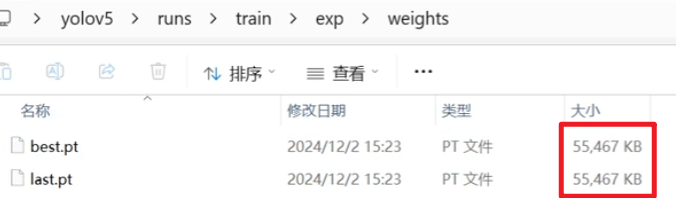 > yolov5 > runs > train > exp > weights
排序 查看 ...
名称 修改日期 类型 大小
best.pt 2024/12/2 15:23 PT 文件 55,467 KB
last.pt 2024/12/2 15:23 PT 文件 55,467 KB